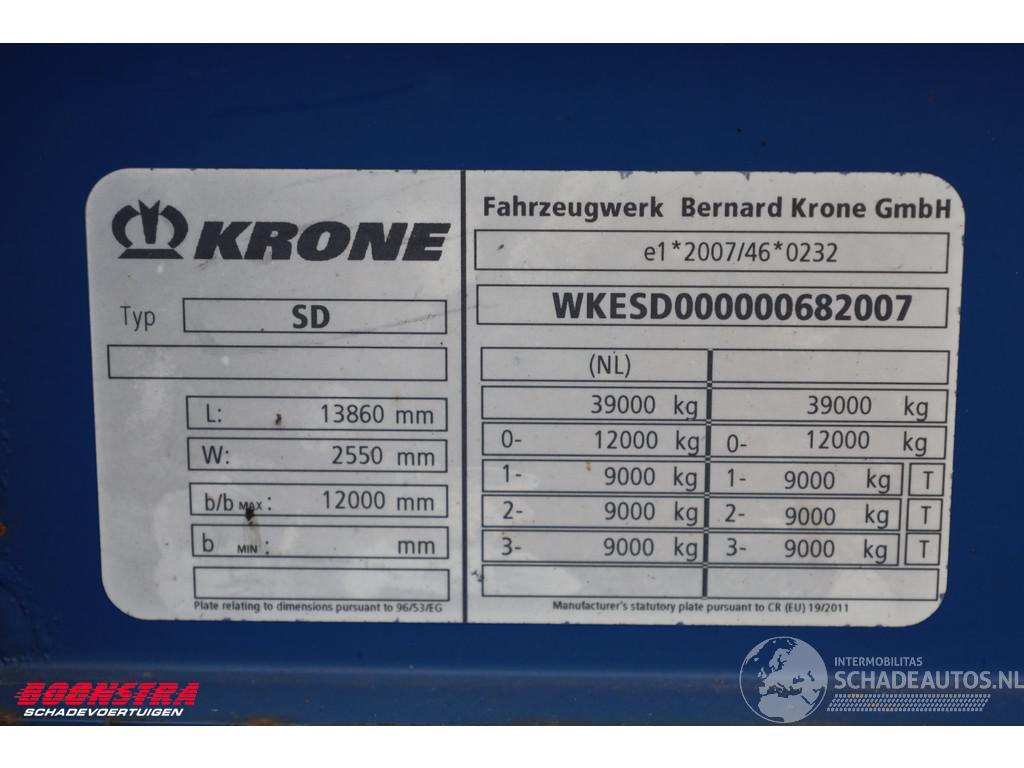 KRONE
Typ SD
L: 13860 mm
W: 2550 mm
b/b MAX : 12000 mm
b MIN : mm
Plate relating to dimensions pursuant to 96/53/EG
Fahrzeugwerk Bernard Krone GmbH
e1*2007/46*0232
WKESD000000682007
(NL)
39000 kg 39000 kg
0- 12000 kg 0- 12000 kg
1- 9000 kg 1- 9000 kg T
2- 9000 kg 2- 9000 kg T
3- 9000 kg 3- 9000 kg T
Manufacturer's statutory plate pursuant to CR (EU) 19/2011
BOONSTRA
SCHADEVOERTUIGEN
INTERMOBILITAS
SCHADEAUTOS.NL